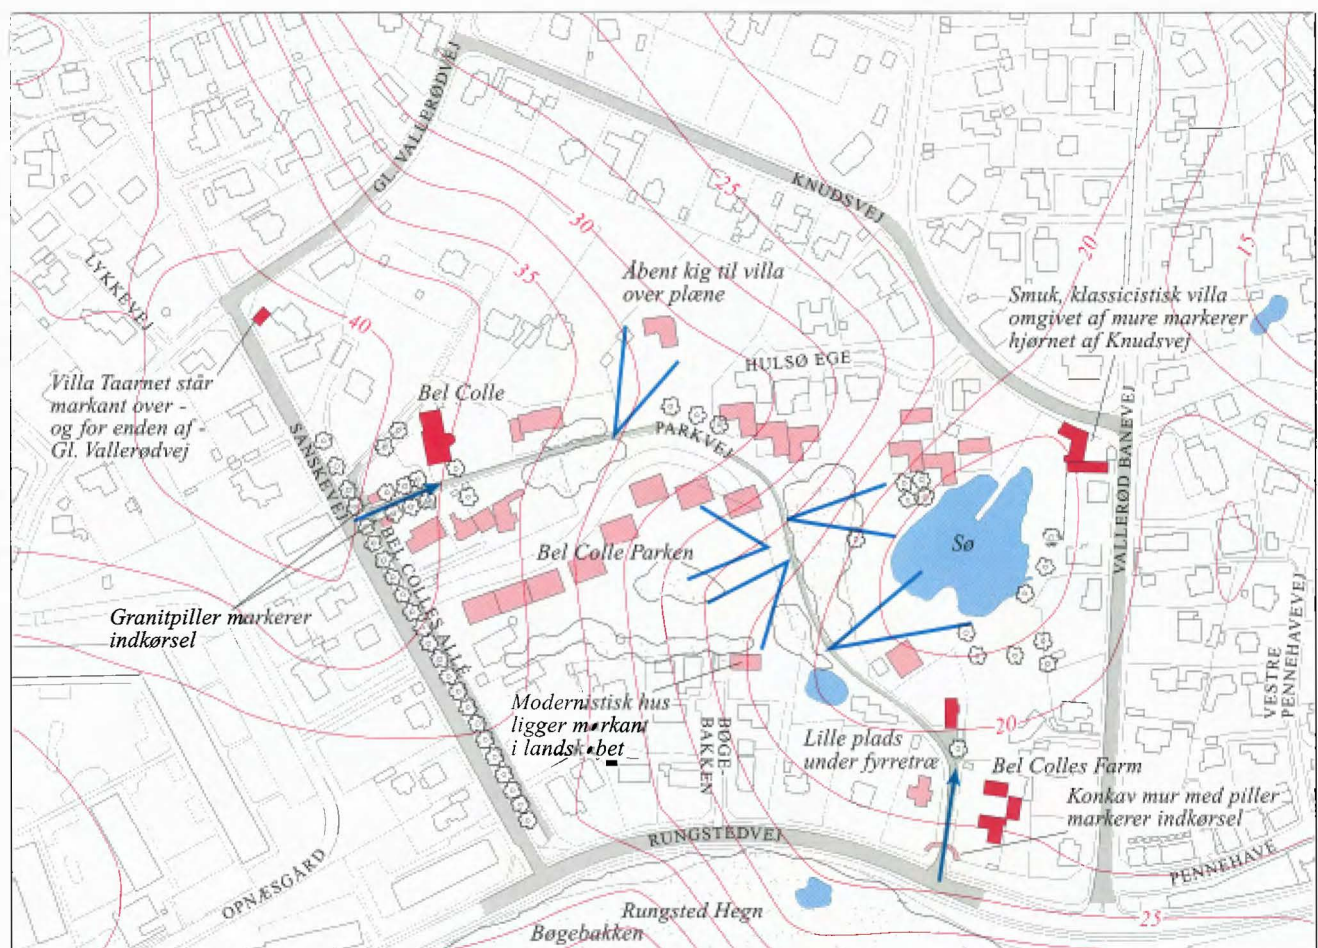 GL. VALLERØDVEJ
KNUDSVEJ
25
30
20
15
LYKKEVEJ
35
Åbent kig til villa
over plæne
Smuk, klassicistisk villa
omgivet af mure markerer
hjørnet af Knudsvej
40
HULSØ EGE
Villa Taarnet står
markant over -
og for enden af -
Gl. Vallerødvej
Bel Colle
SANSKEVEJ
PARKVEJ
VALLERØD BANEVEJ
Bel Colle Parken
Sø
BEL COLLES ALLÉ
Granitpiller markerer
indkørsel
VESTRE
PENNEHAVEVEJ
Modernistisk hus
ligger markant
i landskabet
BØGE-
BAKKEN
20
Lille plads
under fyrretræ
Bel Colles Farm
Konkav mur med piller
markerer indkørsel
RUNGSTEDVEJ
OPNÆSGÅRD
PENNEHAVE
Rungsted Hegn
Bøgebakken
25